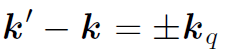 k′ − k = ±k_q